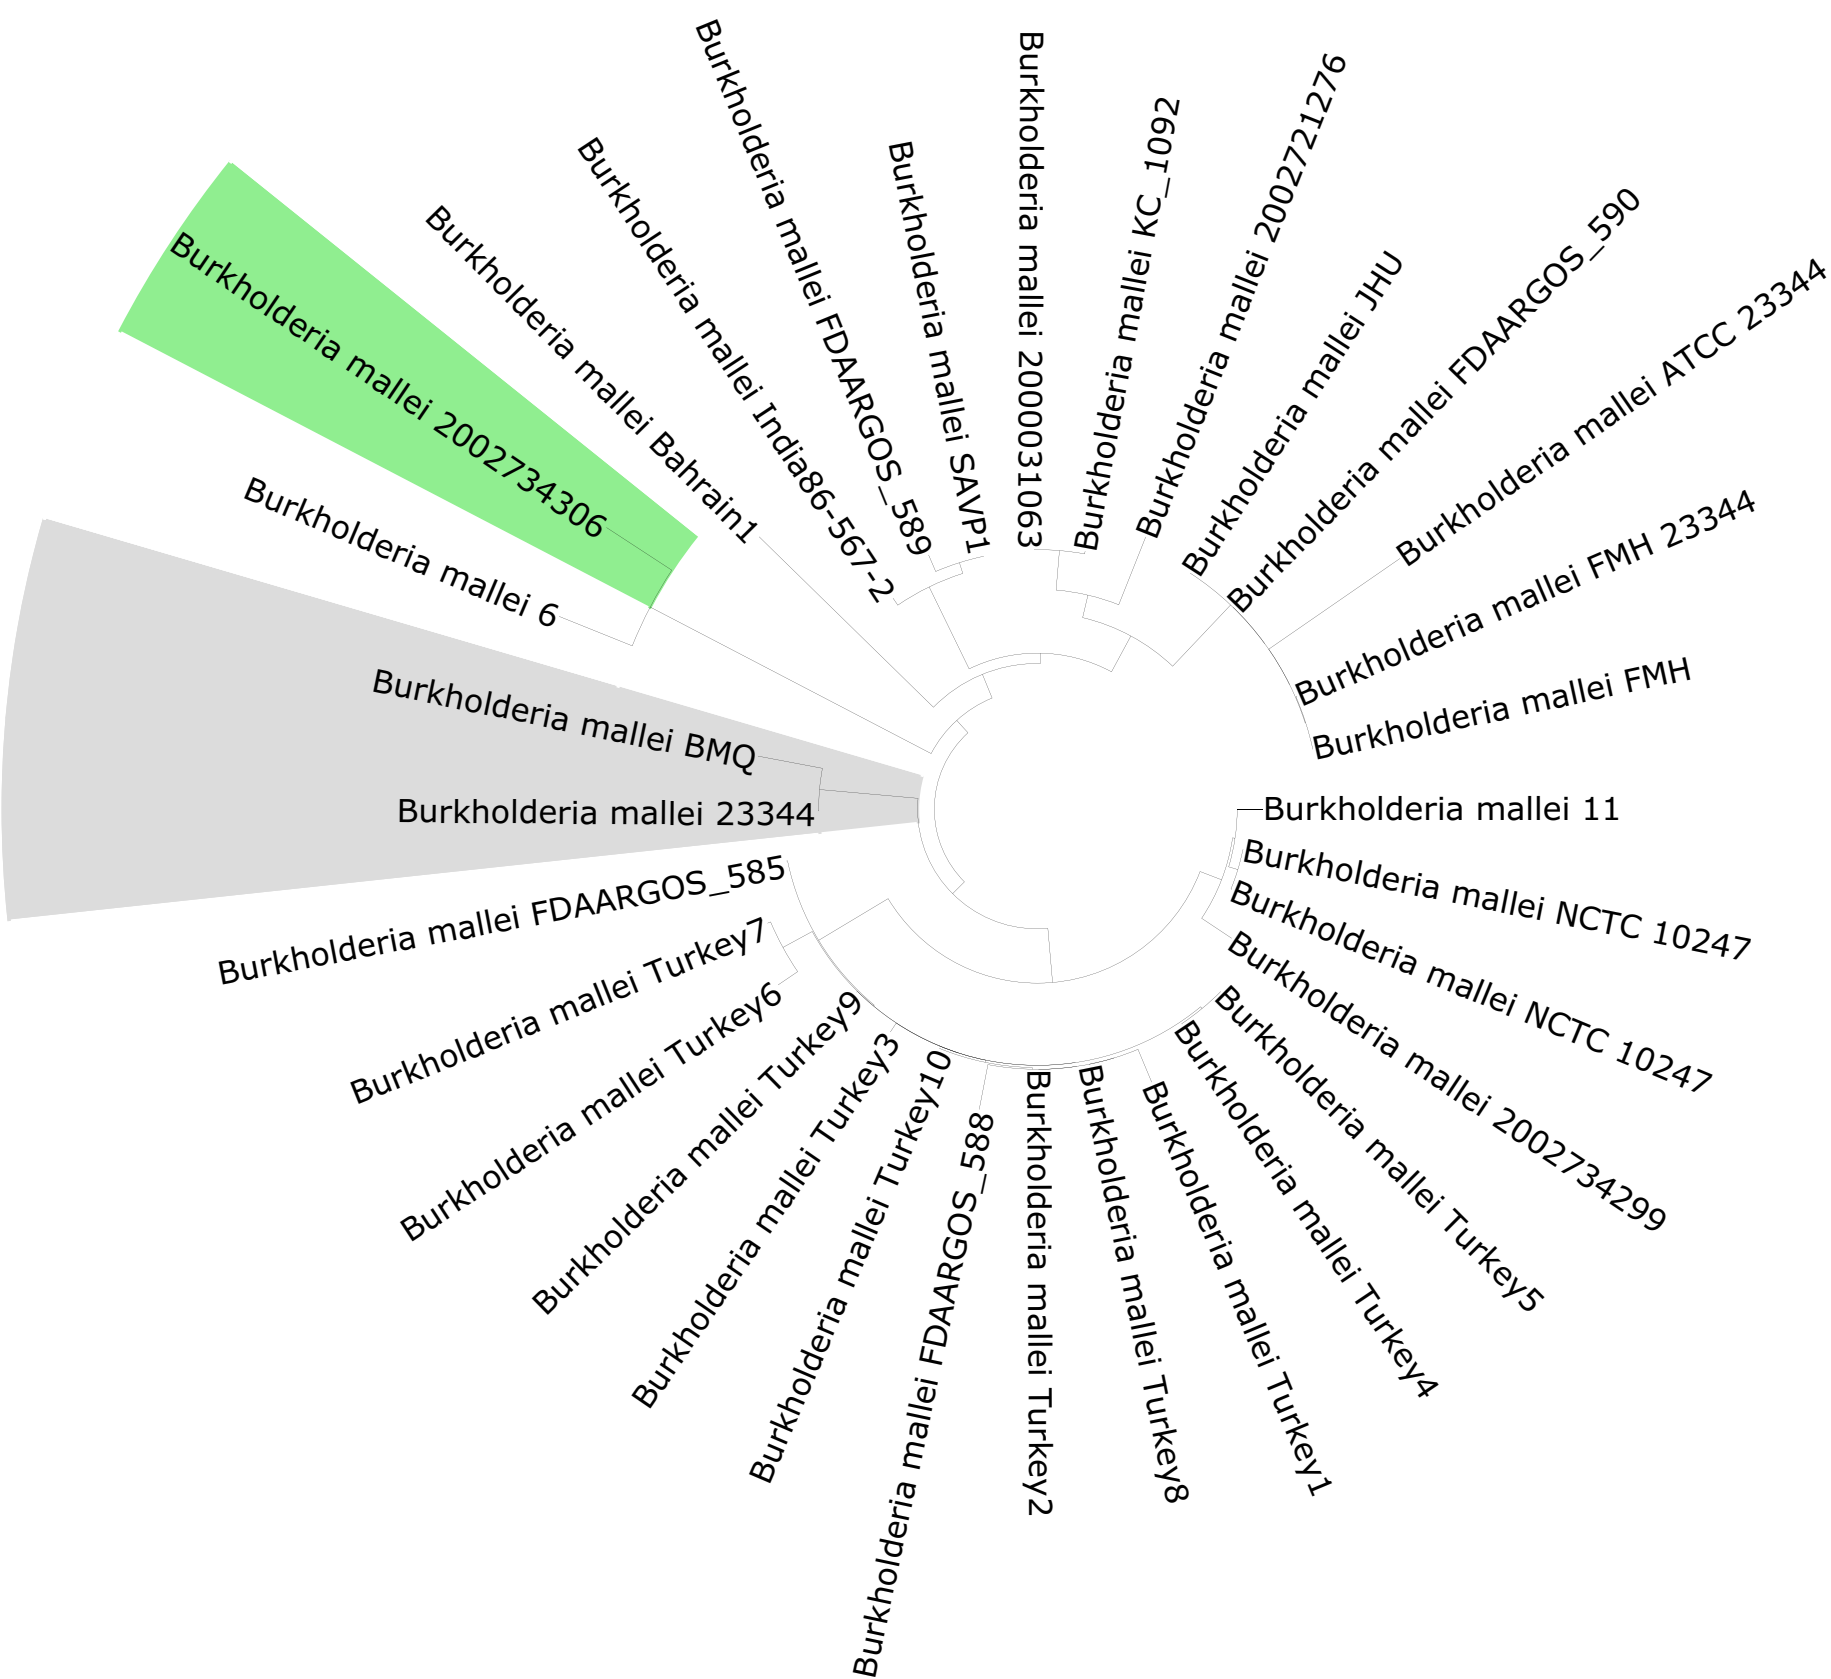 Burkholderia mallei 11
Burkholderia mallei NCTC 10247
Burkholderia mallei NCTC 10247
Burkholderia mallei 2002734299
Burkholderia mallei Turkey5
Burkholderia mallei Turkey4
Burkholderia mallei Turkey1
Burkholderia mallei Turkey8
Burkholderia mallei Turkey2
Burkholderia mallei FDAARGOS_588
Burkholderia mallei Turkey10
Burkholderia mallei Turkey3
Burkholderia mallei Turkey9
Burkholderia mallei Turkey6
Burkholderia mallei Turkey7
Burkholderia mallei FDAARGOS_585
Burkholderia mallei 23344
Burkholderia mallei BMQ
Burkholderia mallei 6
Burkholderia mallei 2002734306
Burkholderia mallei Bahrain1
Burkholderia mallei India86-567-2
Burkholderia mallei FDAARGOS_589
Burkholderia mallei SAVP1
Burkholderia mallei 2000031063
Burkholderia mallei KC_1092
Burkholderia mallei 2002721276
Burkholderia mallei JHU
Burkholderia mallei FDAARGOS_590
Burkholderia mallei ATCC 23344
Burkholderia mallei FMH 23344
Burkholderia mallei FMH